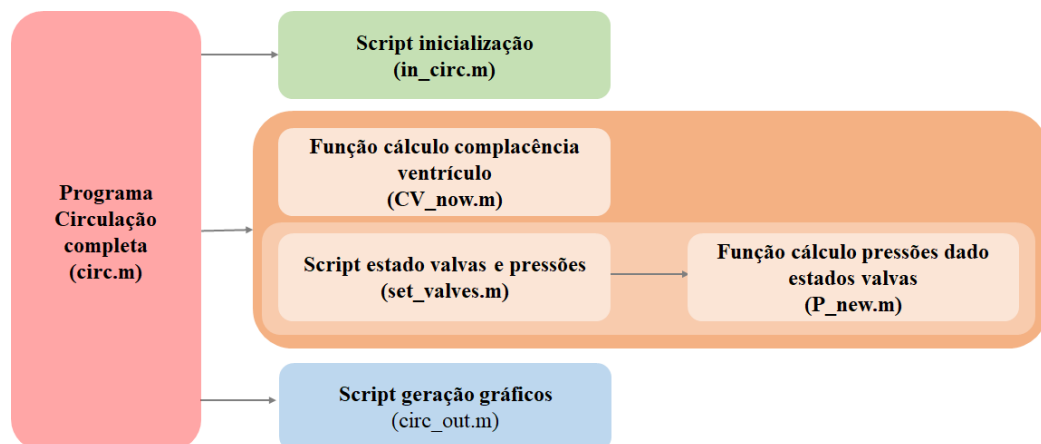 Programa
Circulação
completa
(circ.m)
Script inicialização
(in_circ.m)
Função cálculo complacência
ventrículo
(CV_now.m)
Script estado valvas e pressões
(set_valves.m)
Função cálculo pressões dado
estados valvas
(P_new.m)
Script geração gráficos
(circ_out.m)